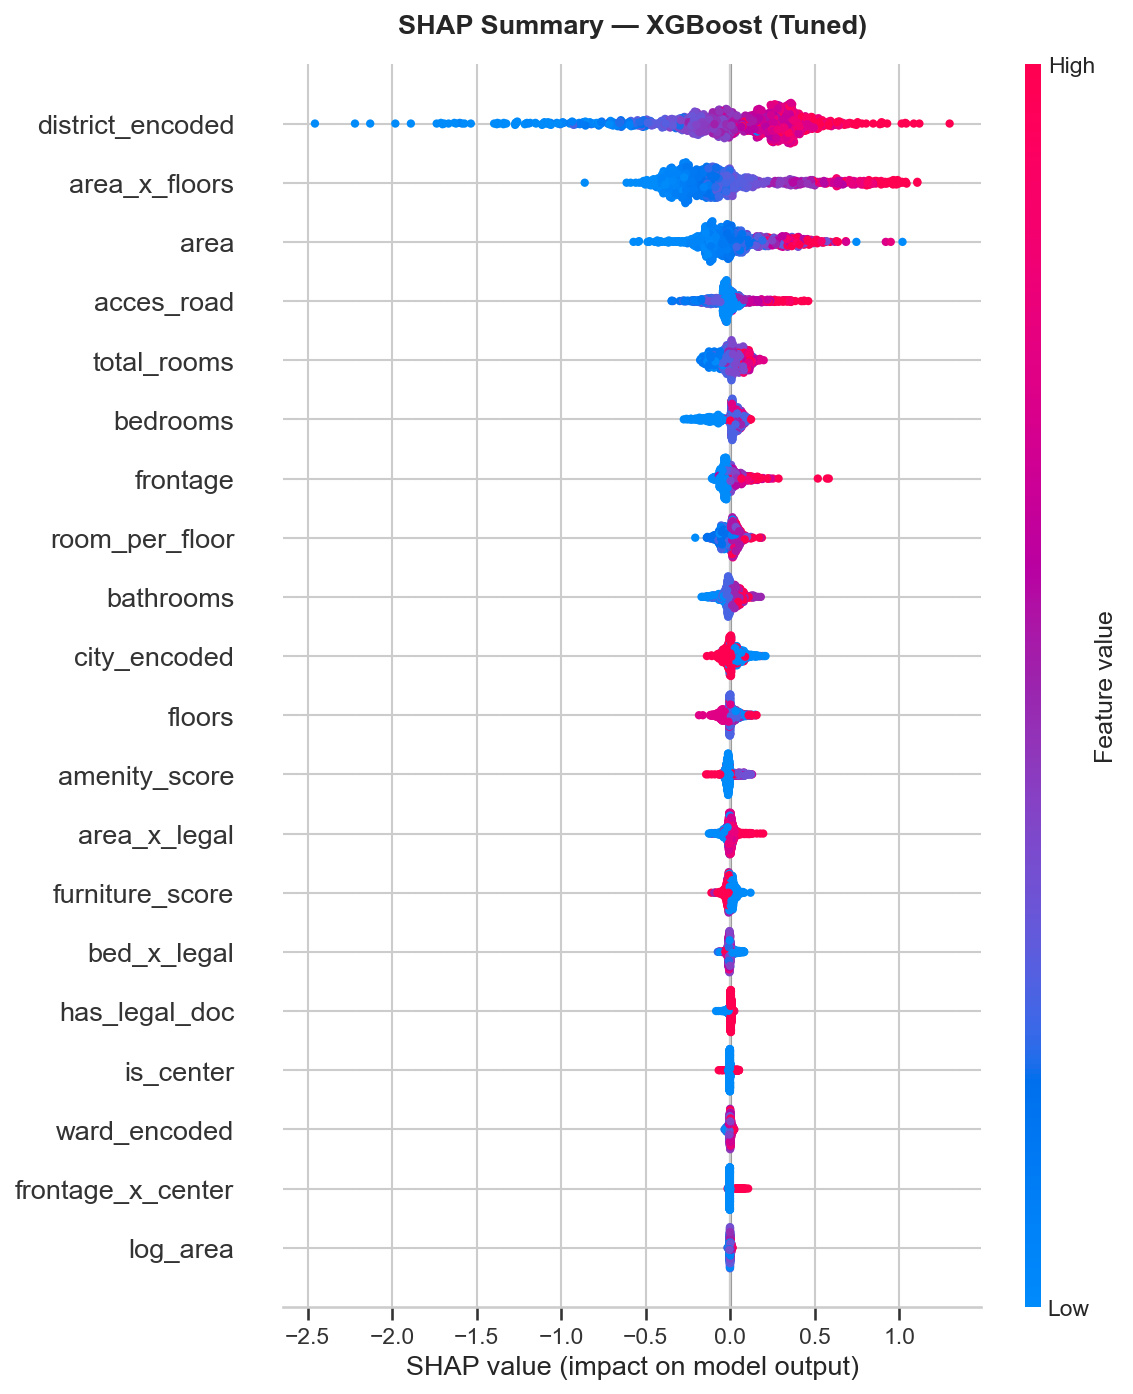 SHAP Summary — XGBoost (Tuned)
High
district_encoded
area_x_floors
area
acces_road
total_rooms
bedrooms
frontage
room_per_floor
bathrooms
city_encoded
floors
amenity_score
area_x_legal
furniture_score
bed_x_legal
has_legal_doc
is_center
ward_encoded
frontage_x_center
log_area
Feature value
Low
−2.5 −2.0 −1.5 −1.0 −0.5 0.0 0.5 1.0
SHAP value (impact on model output)